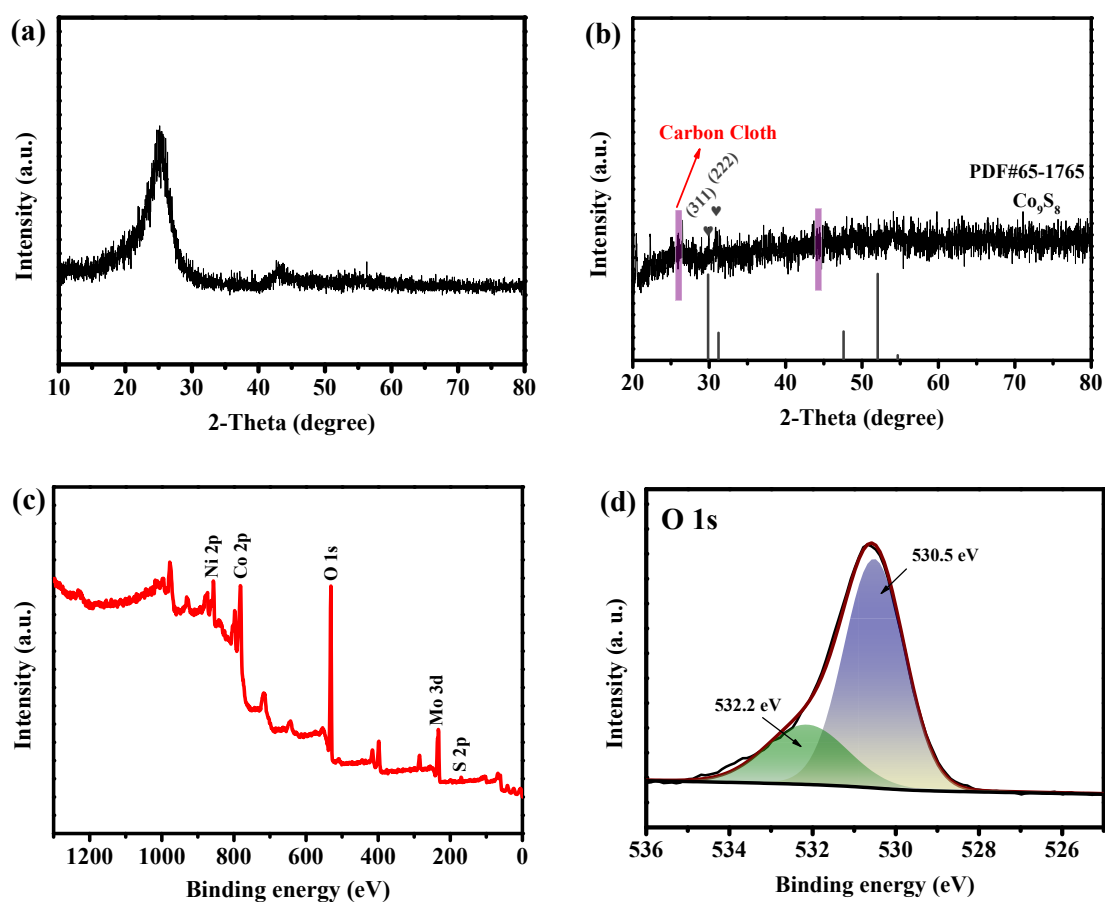 (a)
Intensity (a.u.)
10 20 30 40 50 60 70 80
2-Theta (degree)
(b)
Intensity (a.u.)
Carbon Cloth
(311)
(222)
♥
♥
PDF#65-1765
Co₉S₈
20 30 40 50 60 70 80
2-Theta (degree)
(c)
Intensity (a.u.)
Ni 2p
Co 2p
O 1s
Mo 3d
S 2p
1200 1000 800 600 400 200 0
Binding energy (eV)
(d)
O 1s
Intensity (a. u.)
530.5 eV
532.2 eV
536 534 532 530 528 526
Binding energy (eV)